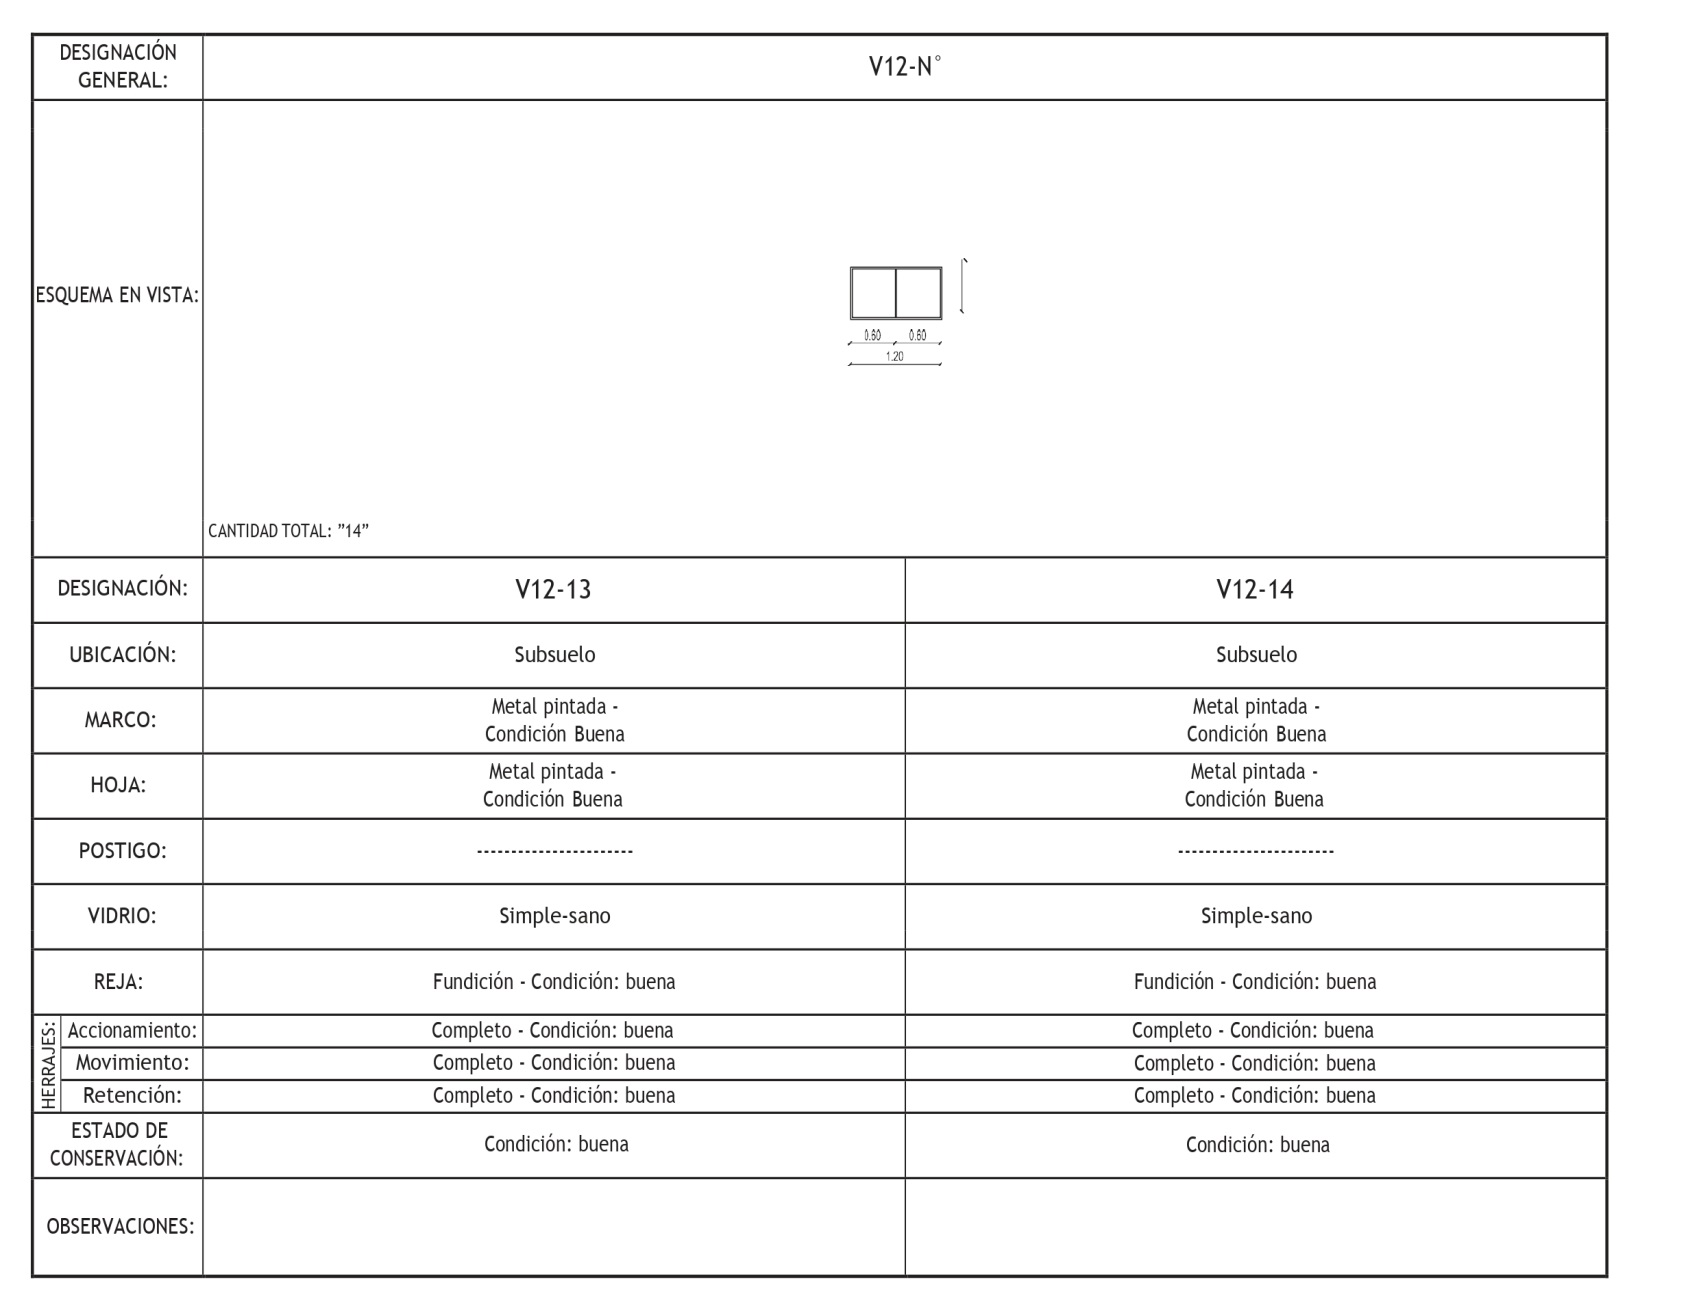 DESIGNACIÓN
GENERAL:
V12-N°
ESQUEMA EN VISTA:
0.60 0.60
1.20
CANTIDAD TOTAL: ”14”
DESIGNACIÓN: V12-13 V12-14
UBICACIÓN: Subsuelo Subsuelo
MARCO:
Metal pintada -
Condición Buena
Metal pintada -
Condición Buena
HOJA:
Metal pintada -
Condición Buena
Metal pintada -
Condición Buena
POSTIGO: ----------------------- -----------------------
VIDRIO: Simple-sano Simple-sano
REJA: Fundición - Condición: buena Fundición - Condición: buena
HERRAJES:
Accionamiento: Completo - Condición: buena Completo - Condición: buena
Movimiento: Completo - Condición: buena Completo - Condición: buena
Retención: Completo - Condición: buena Completo - Condición: buena
ESTADO DE
CONSERVACIÓN:
Condición: buena Condición: buena
OBSERVACIONES: